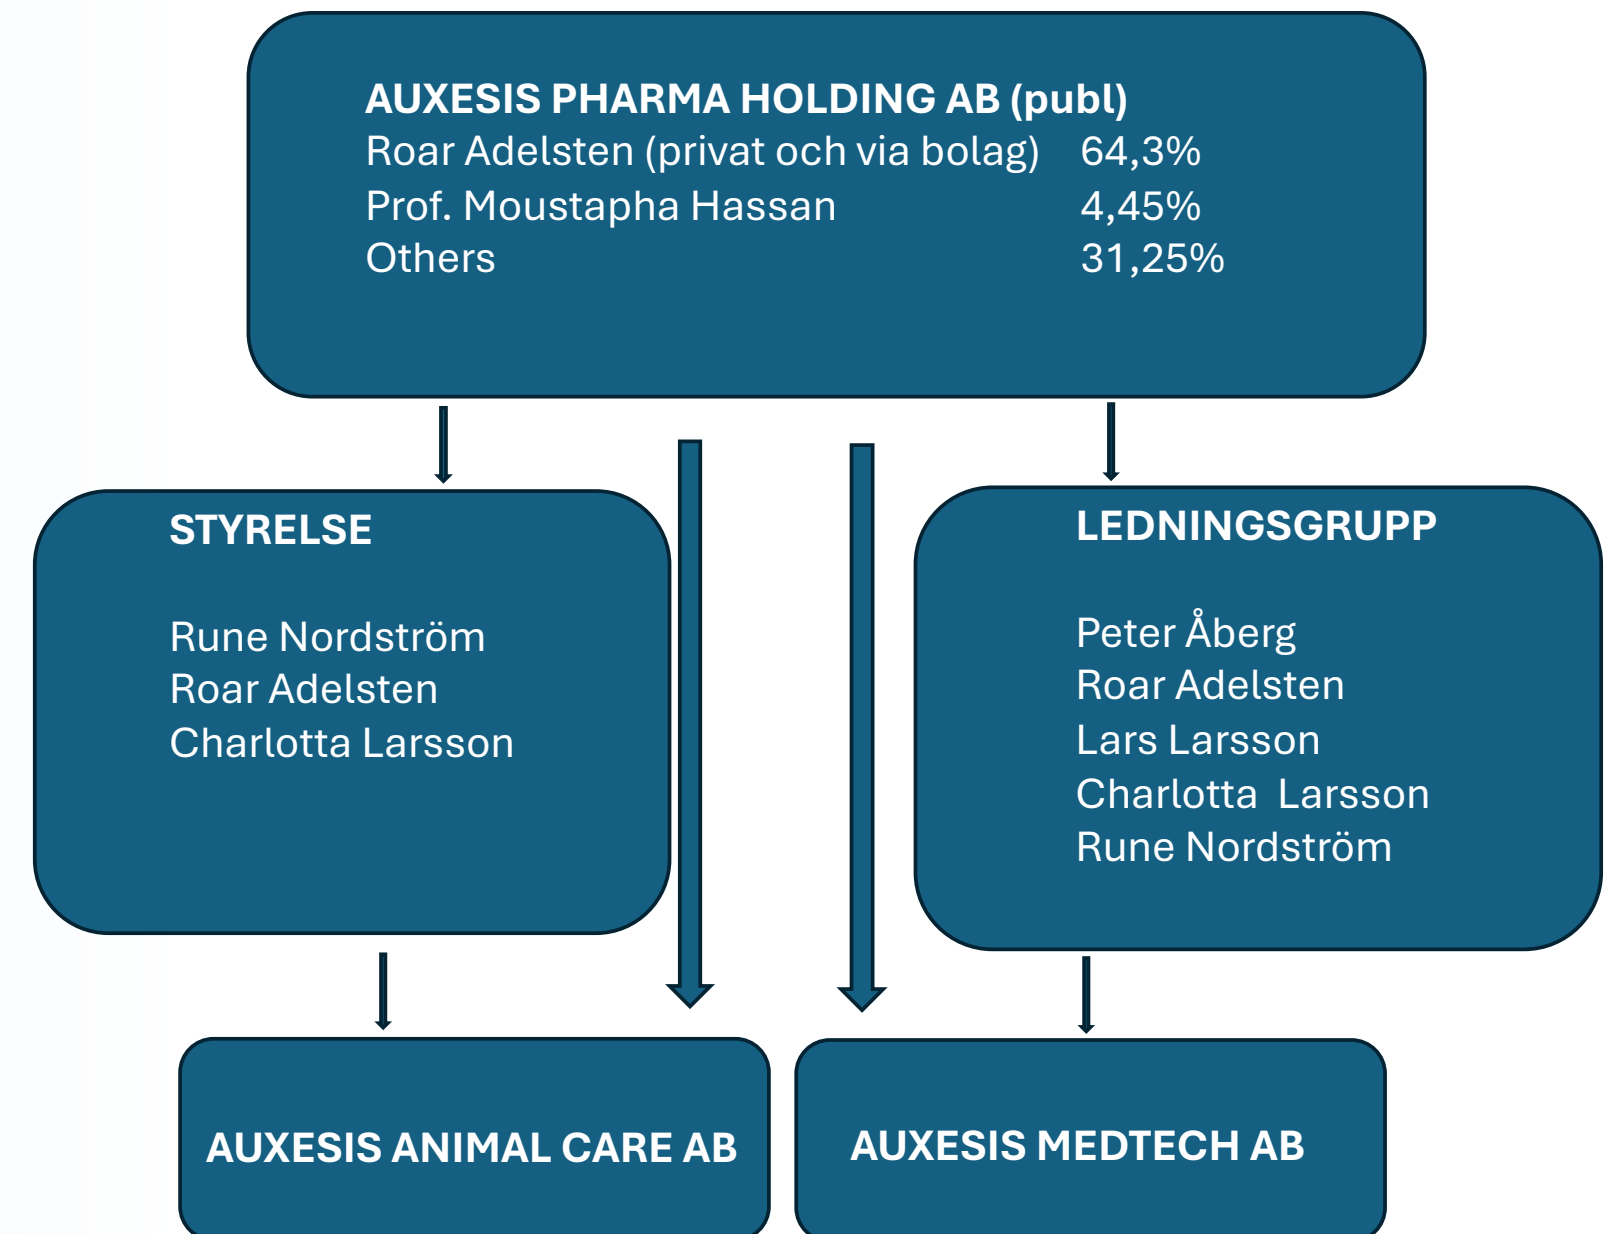 AUXESIS PHARMA HOLDING AB (publ)
Roar Adelsten (privat och via bolag) 64,3%
Prof. Moustapha Hassan 4,45%
Others 31,25%
STYRELSE
Rune Nordström
Roar Adelsten
Charlotta Larsson
LEDNINGSGRUPP
Peter Åberg
Roar Adelsten
Lars Larsson
Charlotta Larsson
Rune Nordström
AUXESIS ANIMAL CARE AB
AUXESIS MEDTECH AB